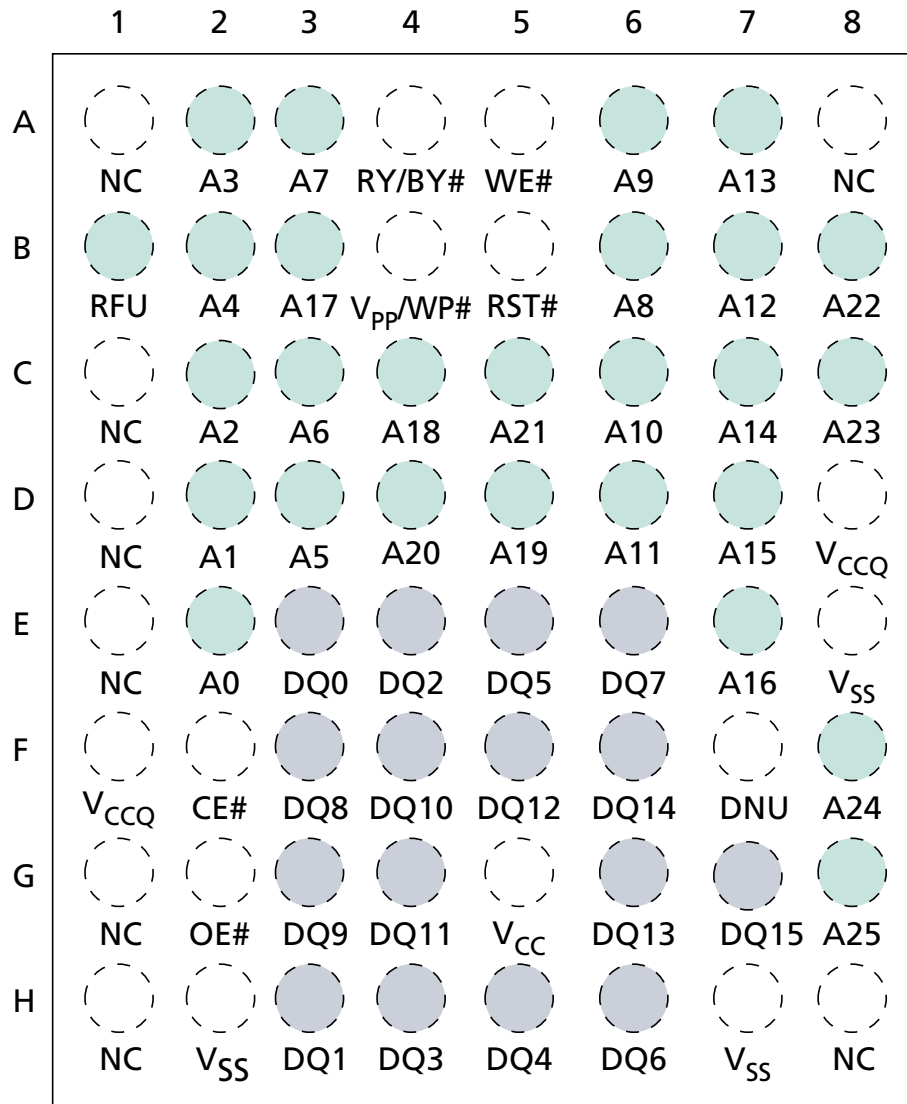 1 2 3 4 5 6 7 8
A
NC A3 A7 RY/BY# WE# A9 A13 NC
B
RFU A4 A17 VPP/WP# RST# A8 A12 A22
C
NC A2 A6 A18 A21 A10 A14 A23
D
NC A1 A5 A20 A19 A11 A15 VCCQ
E
NC A0 DQ0 DQ2 DQ5 DQ7 A16 VSS
F
VCCQ CE# DQ8 DQ10 DQ12 DQ14 DNU A24
G
NC OE# DQ9 DQ11 VCC DQ13 DQ15 A25
H
NC VSS DQ1 DQ3 DQ4 DQ6 VSS NC